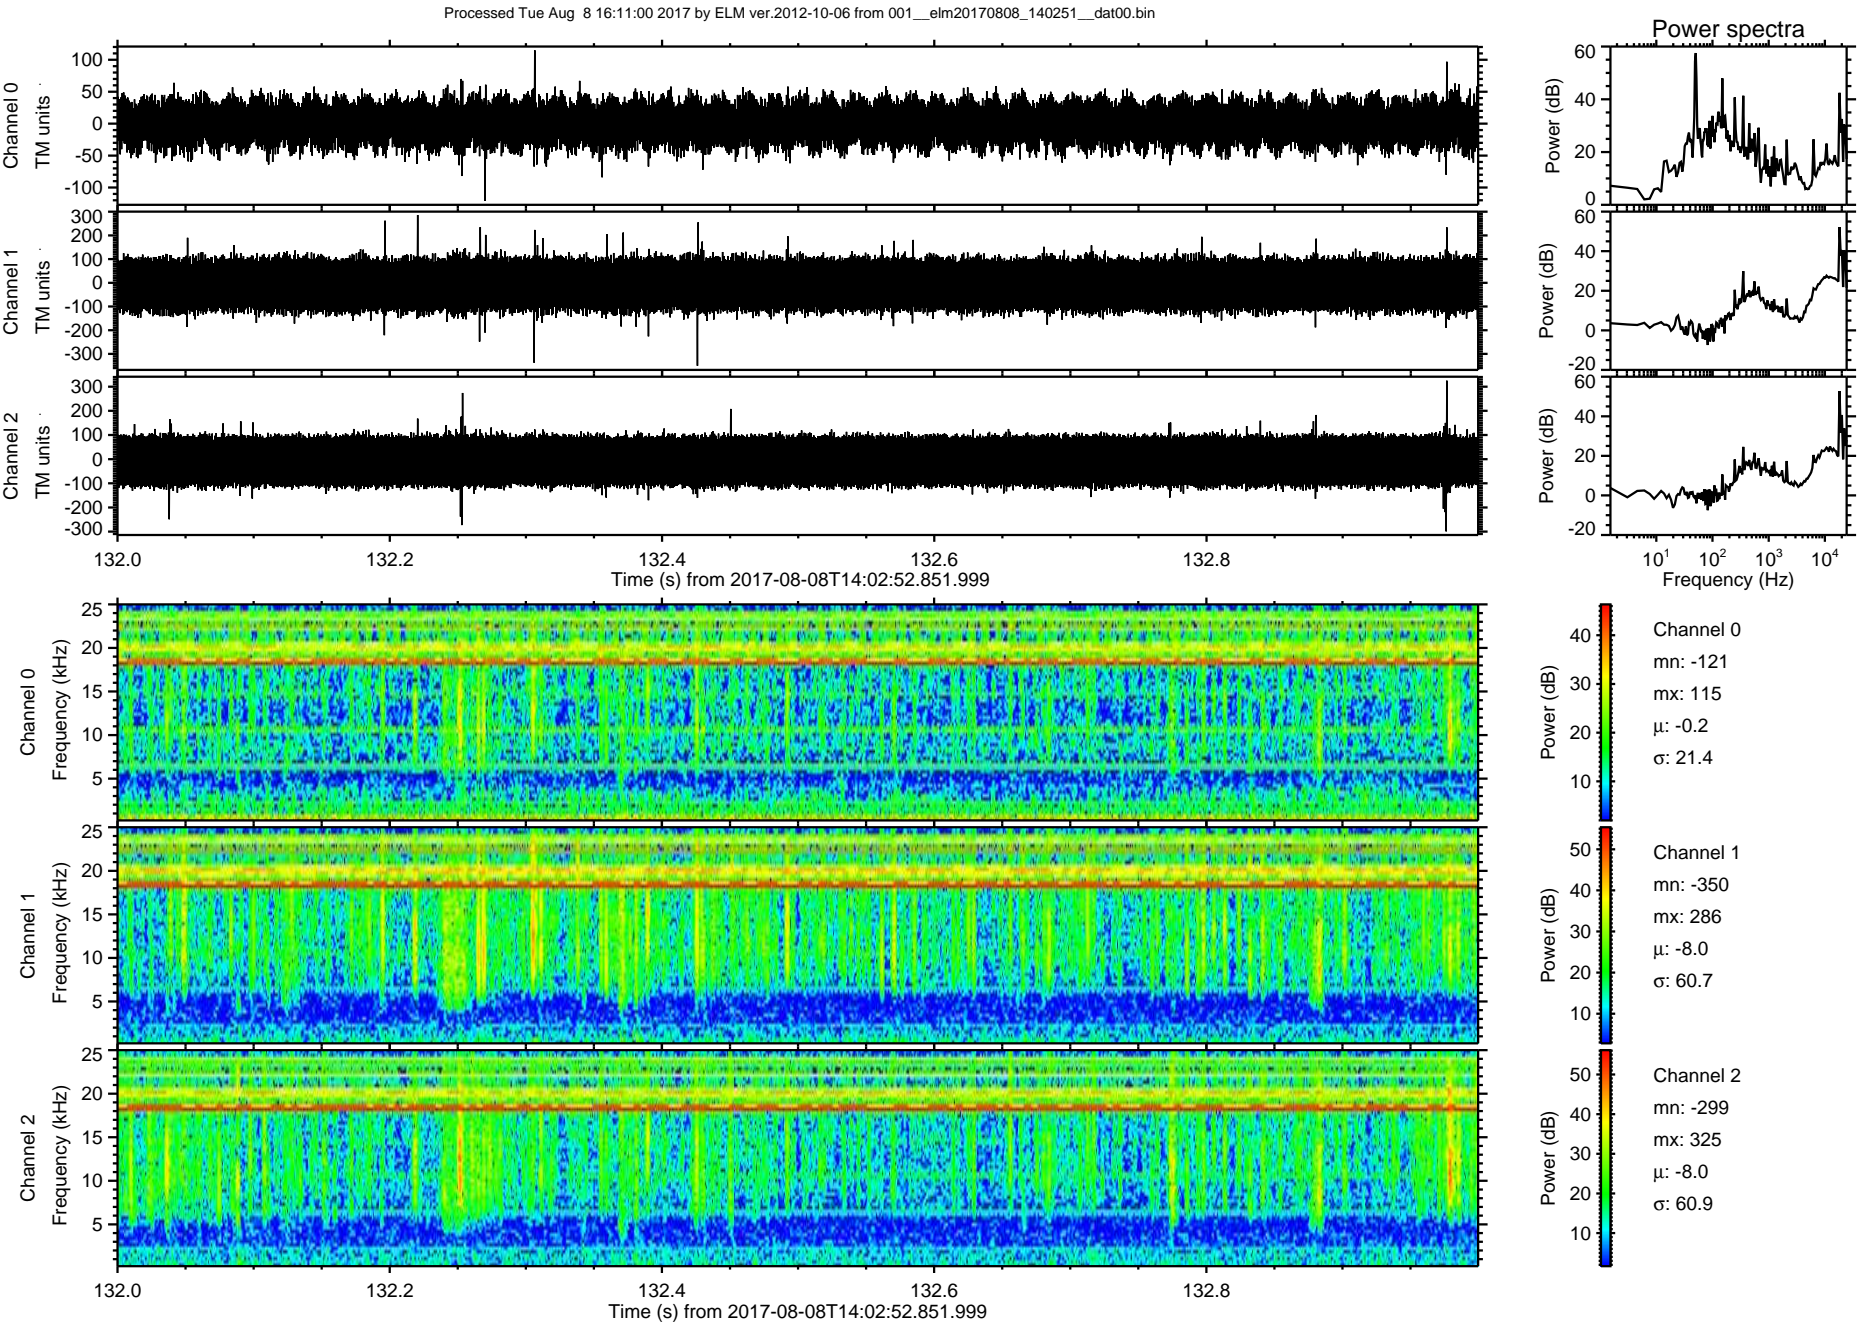 Processed Tue Aug  8 16:11:00 2017 by ELM ver.2012-10-06 from 001__elm20170808_140251__dat00.bin
Power spectra
Channel 0
TM units
100
50
0
-50
-100
Power (dB)
60
40
20
0
Channel 1
TM units
300
200
100
0
-100
-200
-300
Power (dB)
60
40
20
0
-20
Channel 2
TM units
300
200
100
0
-100
-200
-300
Power (dB)
60
40
20
0
-20
132.0 132.2 132.4 132.6 132.8
Time (s) from 2017-08-08T14:02:52.851.999
10¹ 10² 10³ 10⁴
Frequency (Hz)
Channel 0
Frequency (kHz)
25
20
15
10
5
Power (dB)
40
30
20
10
Channel 0
mn: -121
mx: 115
μ: -0.2
σ: 21.4
Channel 1
Frequency (kHz)
25
20
15
10
5
Power (dB)
50
40
30
20
10
Channel 1
mn: -350
mx: 286
μ: -8.0
σ: 60.7
Channel 2
Frequency (kHz)
25
20
15
10
5
Power (dB)
50
40
30
20
10
Channel 2
mn: -299
mx: 325
μ: -8.0
σ: 60.9
132.0 132.2 132.4 132.6 132.8
Time (s) from 2017-08-08T14:02:52.851.999